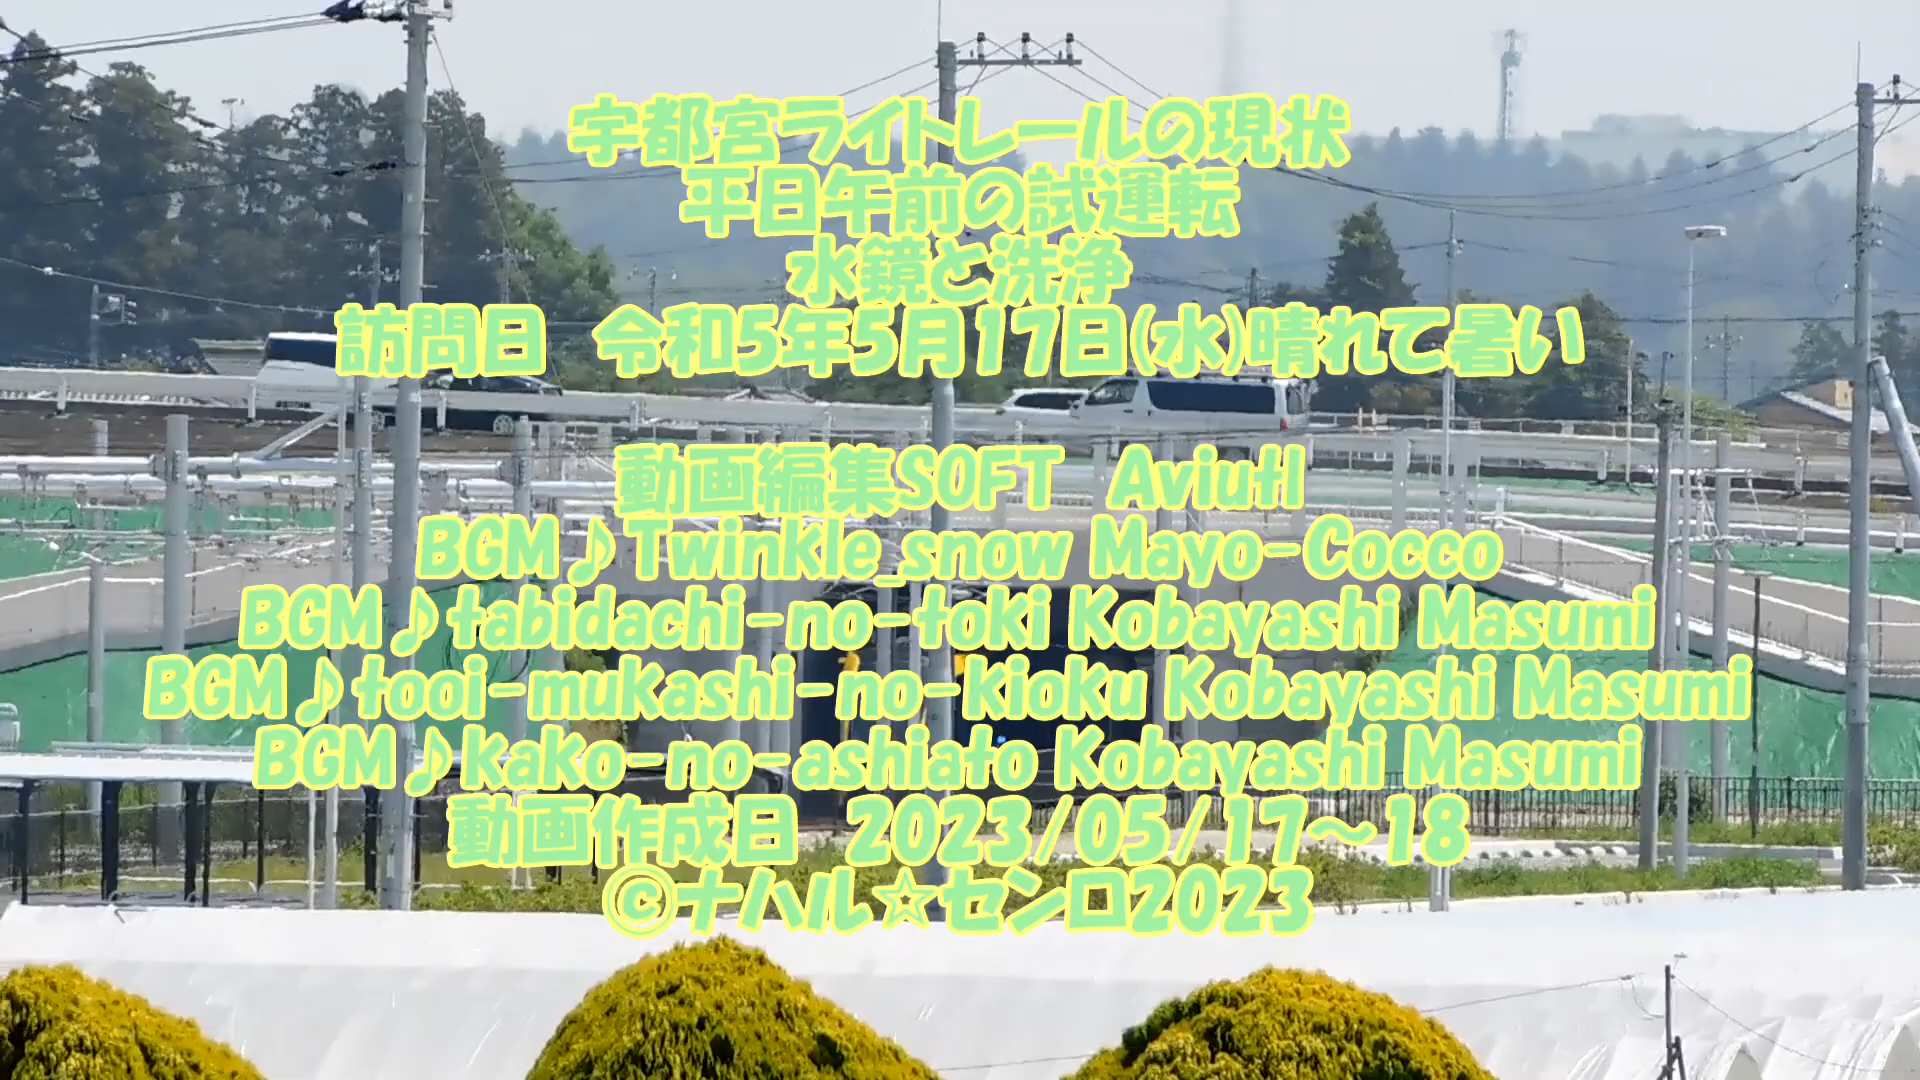 宇都宮ライトレールの現状
平日午前の試運転
水鏡と洗浄
訪問日　令和5年5月17日(水)晴れて暑い
動画編集SOFT　Aviutl
BGM♪Twinkle_snow Mayo-Cocco
BGM♪tabidachi-no-toki Kobayashi Masumi
BGM♪tooi-mukashi-no-kioku Kobayashi Masumi
BGM♪kako-no-ashiato Kobayashi Masumi
動画作成日　2023/05/17～18
©ナハル☆センロ2023